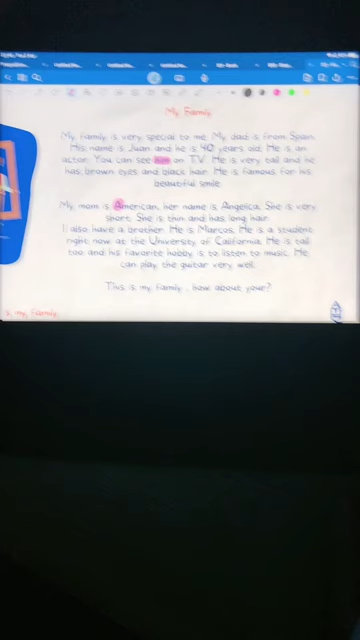 My Family
My family is very special to me. My dad is from Spain.
His name is Juan and he is 40 years old. He is an
actor. You can see him on TV. He is very tall and he
has brown eyes and black hair. He is famous for his
beautiful smile.
My mom is American, her name is Angelica. She is very
short. She is thin and has long hair.
I also have a brother. He is Marcos. He is a student
right now at the University of California. He is tall
too and his favorite hobby is to listen to music. He
can play the guitar very well.
This is my family , how about your?
s, my, family,